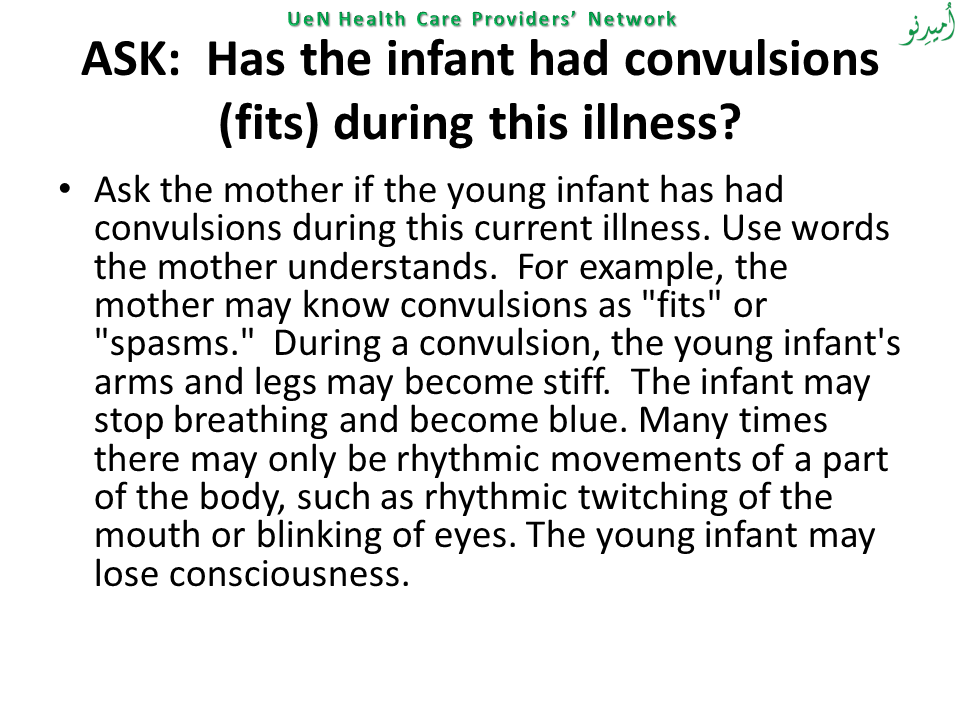 UeN Health Care Providers’ Network
اُمیدِنو
ASK:  Has the infant had convulsions
(fits) during this illness?
• Ask the mother if the young infant has had
convulsions during this current illness. Use words
the mother understands.  For example, the
mother may know convulsions as "fits" or
"spasms."  During a convulsion, the young infant's
arms and legs may become stiff.  The infant may
stop breathing and become blue. Many times
there may only be rhythmic movements of a part
of the body, such as rhythmic twitching of the
mouth or blinking of eyes. The young infant may
lose consciousness.